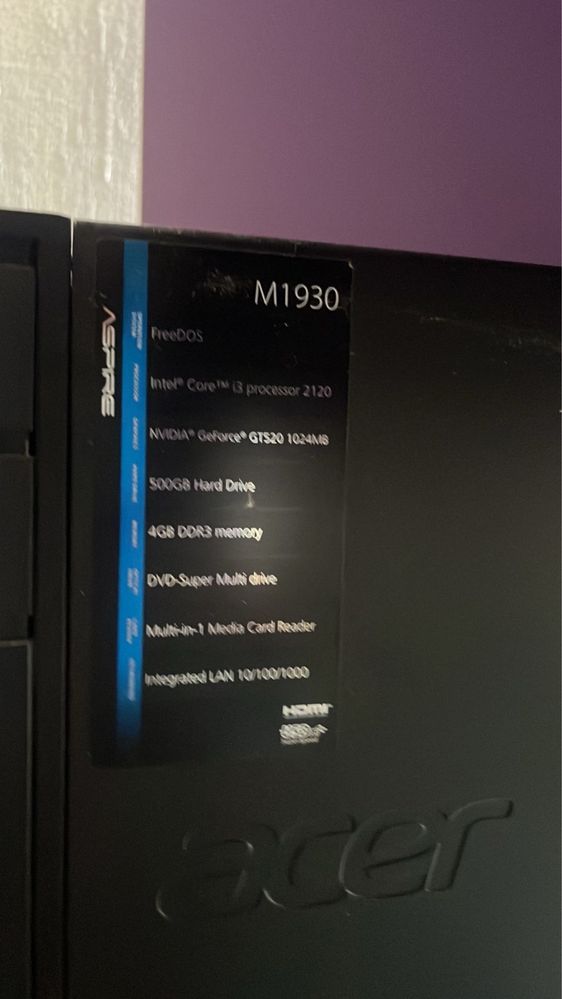 M1930
ASPIRE
FreeDOS
Intel® Core™ i3 processor 2120
NVIDIA® GeForce® GT520 1024MB
500GB Hard Drive
4GB DDR3 memory
DVD-Super Multi drive
Multi-in-1 Media Card Reader
Integrated LAN 10/100/1000
HDMI
acer